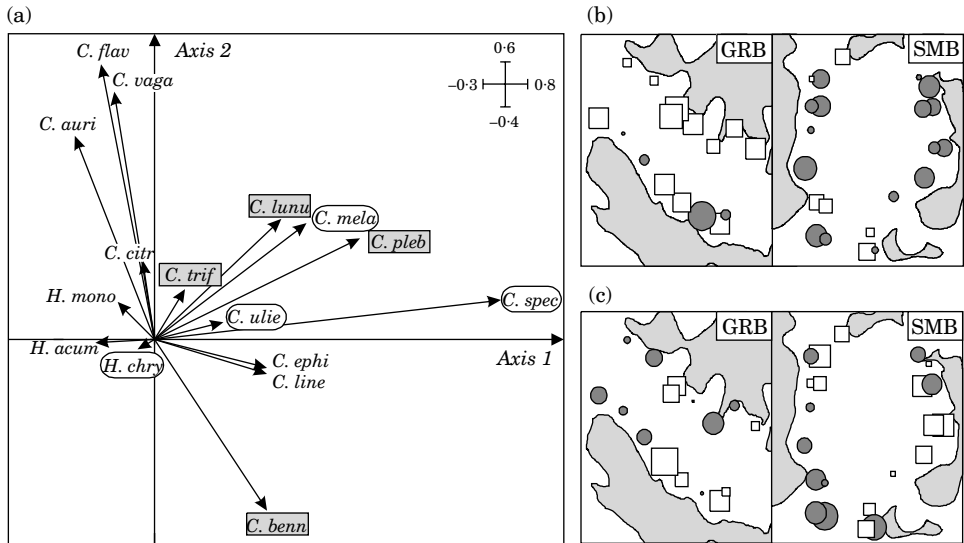 (a)
C. flav
Axis 2
C. vaga
0·6
−0·3
0·8
−0·4
C. auri
C. lunu
C. mela
C. pleb
C. citr
C. trif
H. mono
C. ulie
C. spec
H. acum
H. chry
Axis 1
C. ephi
C. line
C. benn
(b)
GRB
SMB
(c)
GRB
SMB